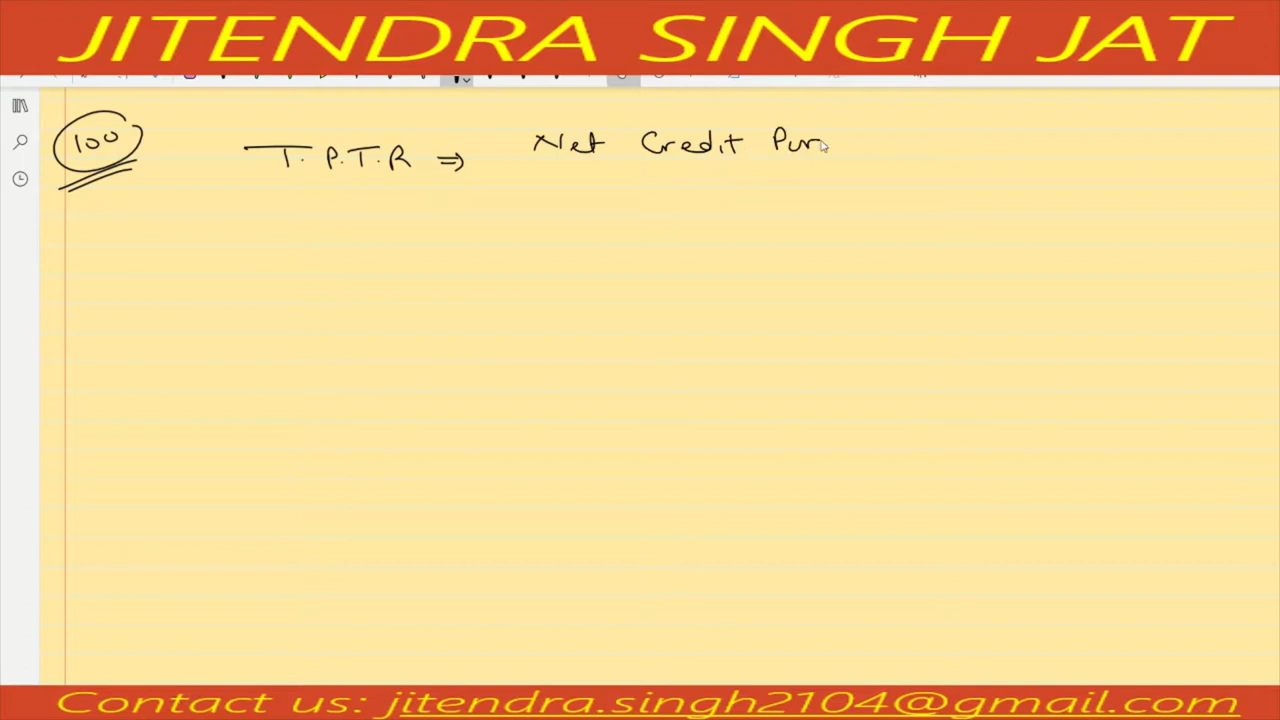 JITENDRA SINGH JAT
100
T.P.T.R ⇒ Net Credit Pur
Contact us: jitendra.singh2104@gmail.com